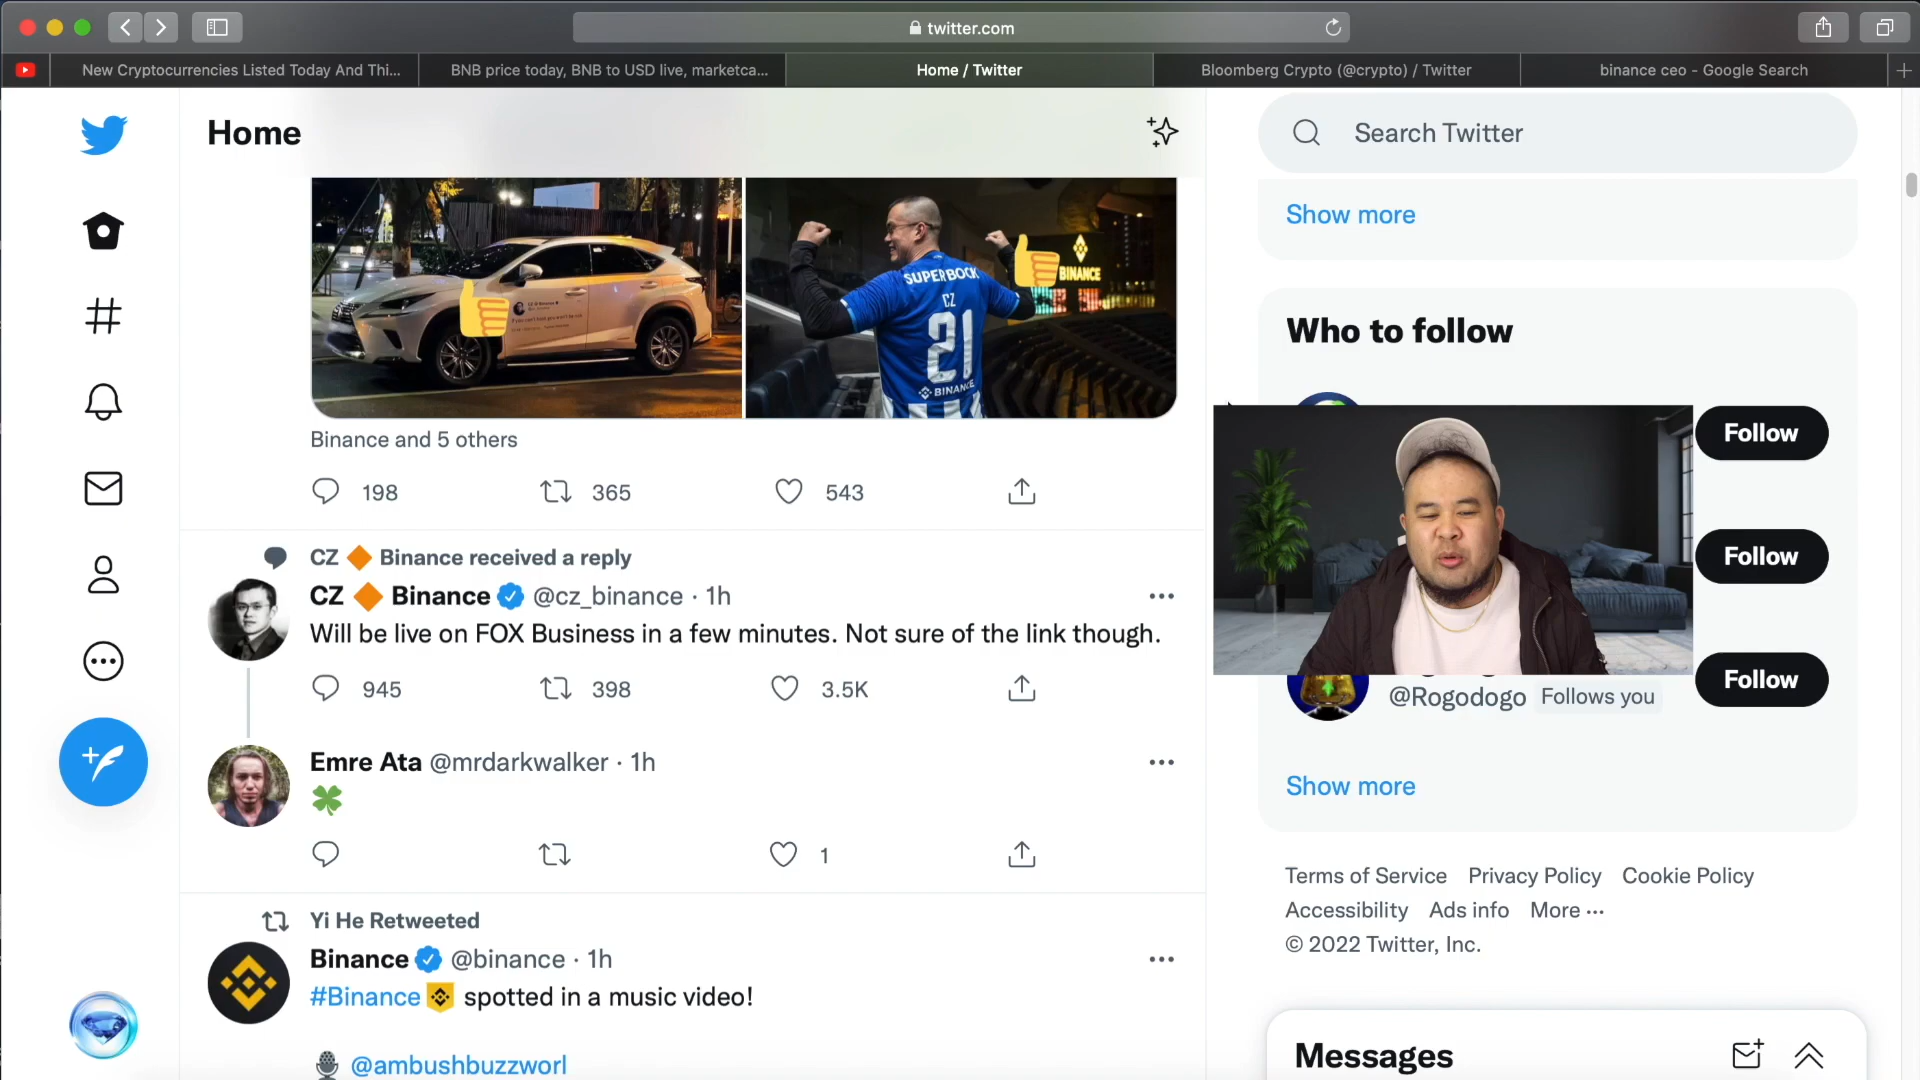 twitter.com
New Cryptocurrencies Listed Today And Thi...
BNB price today, BNB to USD live, marketca...
Home / Twitter
Bloomberg Crypto (@crypto) / Twitter
binance ceo - Google Search
Home
Search Twitter
Show more
SUPERBOCK
CZ
21
BINANCE
BINANCE
Binance and 5 others
198 365 543
CZ 🔶 Binance received a reply
CZ 🔶 Binance @cz_binance · 1h
Will be live on FOX Business in a few minutes. Not sure of the link though.
945 398 3.5K
Emre Ata @mrdarkwalker · 1h
🍀
1
Yi He Retweeted
Binance @binance · 1h
#Binance spotted in a music video!
🎙️ @ambushbuzzworl
Who to follow
Follow
Follow
Follow
@Rogodogo Follows you
Show more
Terms of Service Privacy Policy Cookie Policy
Accessibility Ads info More ···
© 2022 Twitter, Inc.
Messages